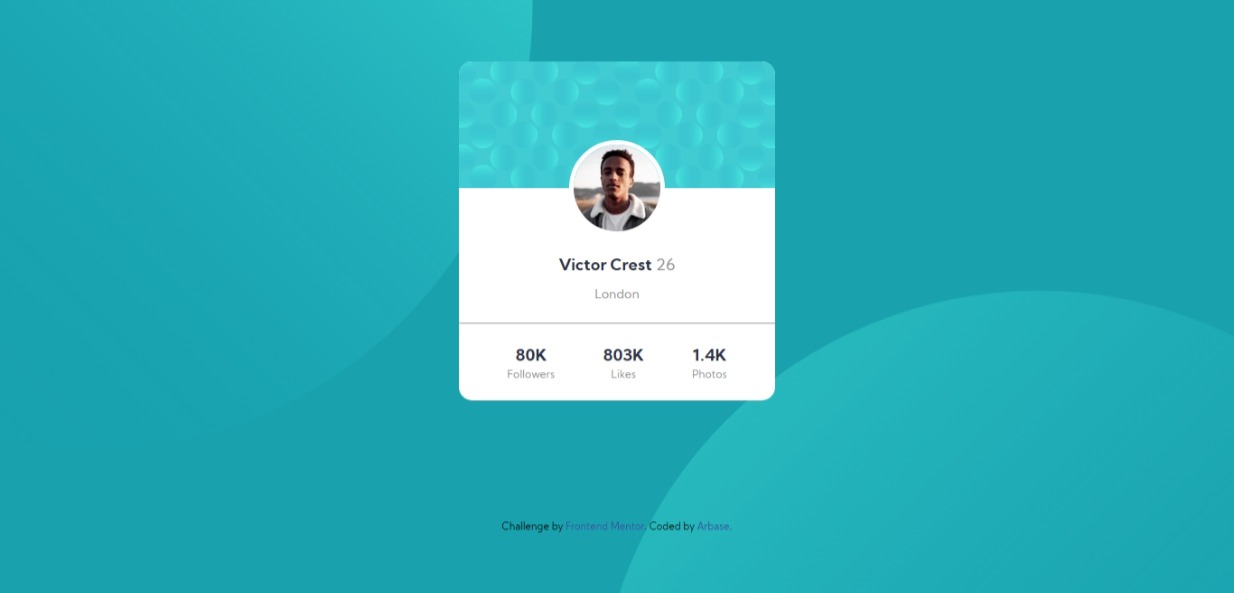 Victor Crest 26
London
80K 803K 1.4K
Followers Likes Photos
Challenge by Frontend Mentor. Coded by Arbase.